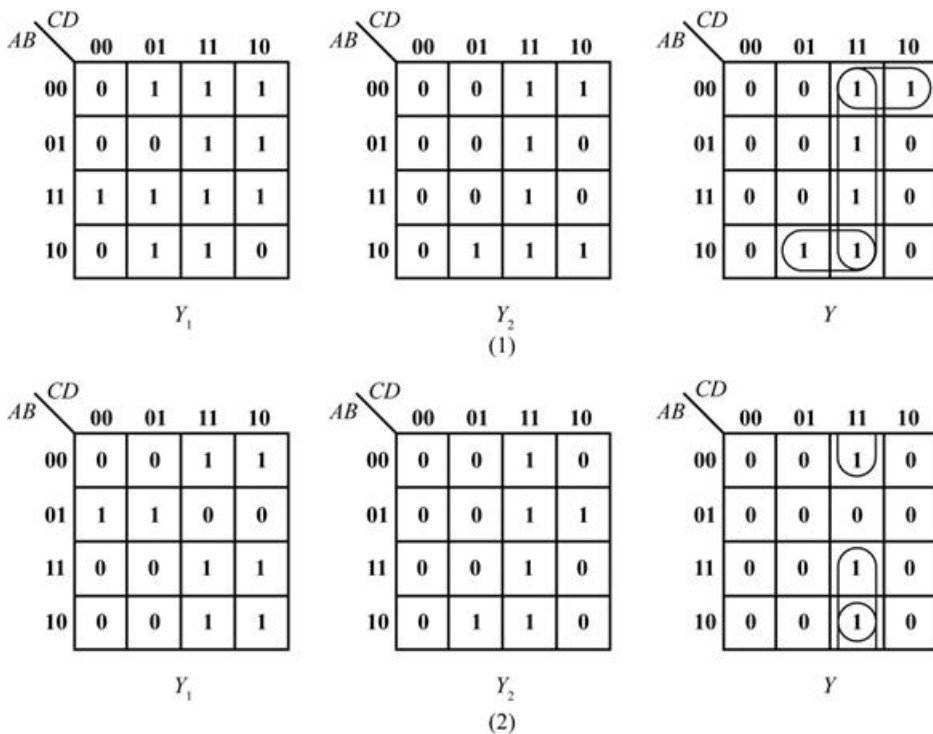 CD CD CD
AB 00 01 11 10 AB 00 01 11 10 AB 00 01 11 10
00 0 1 1 1 00 0 0 1 1 00 0 0 1 1
01 0 0 1 1 01 0 0 1 0 01 0 0 1 0
11 1 1 1 1 11 0 0 1 0 11 0 0 1 0
10 0 1 1 0 10 0 1 1 1 10 0 1 1 0
Y₁ Y₂ Y
(1)
CD CD CD
AB 00 01 11 10 AB 00 01 11 10 AB 00 01 11 10
00 0 0 1 1 00 0 0 1 0 00 0 0 1 0
01 1 1 0 0 01 0 0 1 1 01 0 0 0 0
11 0 0 1 1 11 0 0 1 0 11 0 0 1 0
10 0 0 1 1 10 0 1 1 0 10 0 0 1 0
Y₁ Y₂ Y
(2)